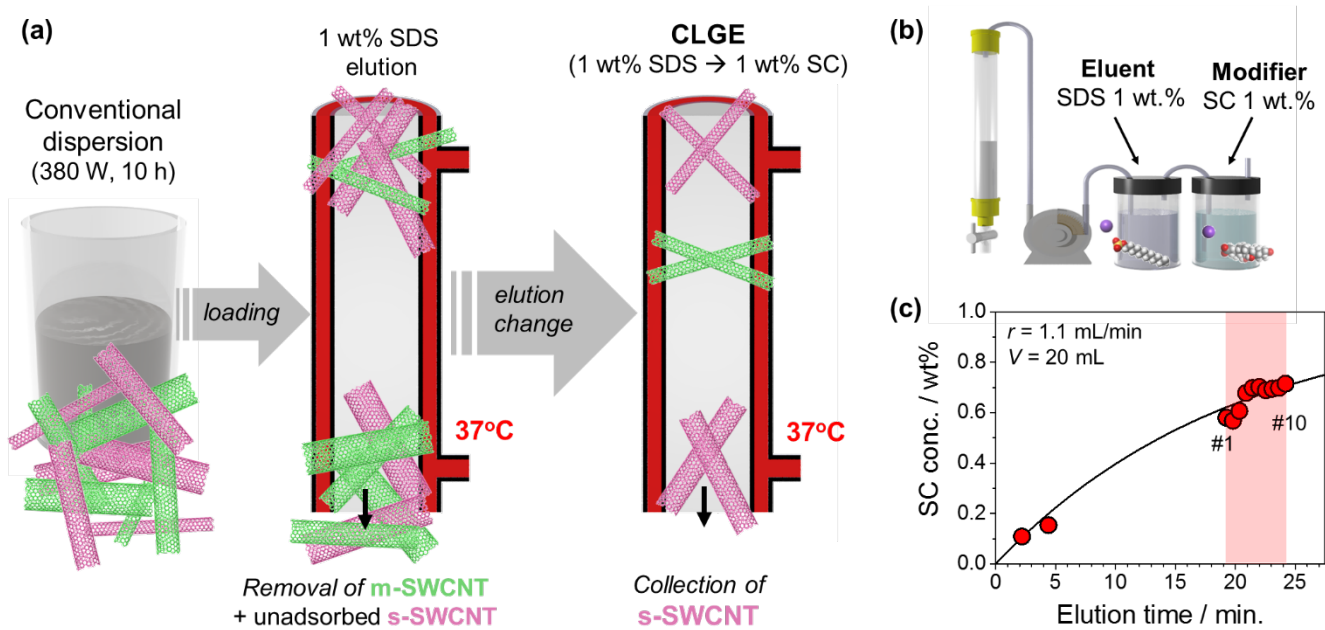 (a)
Conventional
dispersion
(380 W, 10 h)
loading
1 wt% SDS
elution
37°C
Removal of m-SWCNT
+ unadsorbed s-SWCNT
elution
change
CLGE
(1 wt% SDS → 1 wt% SC)
37°C
Collection of
s-SWCNT
(b)
Eluent
SDS 1 wt.%
Modifier
SC 1 wt.%
(c)
r = 1.1 mL/min
V = 20 mL
#1
#10
SC conc. / wt%
1.0
0.8
0.6
0.4
0.2
0.0
0 5 10 15 20 25
Elution time / min.